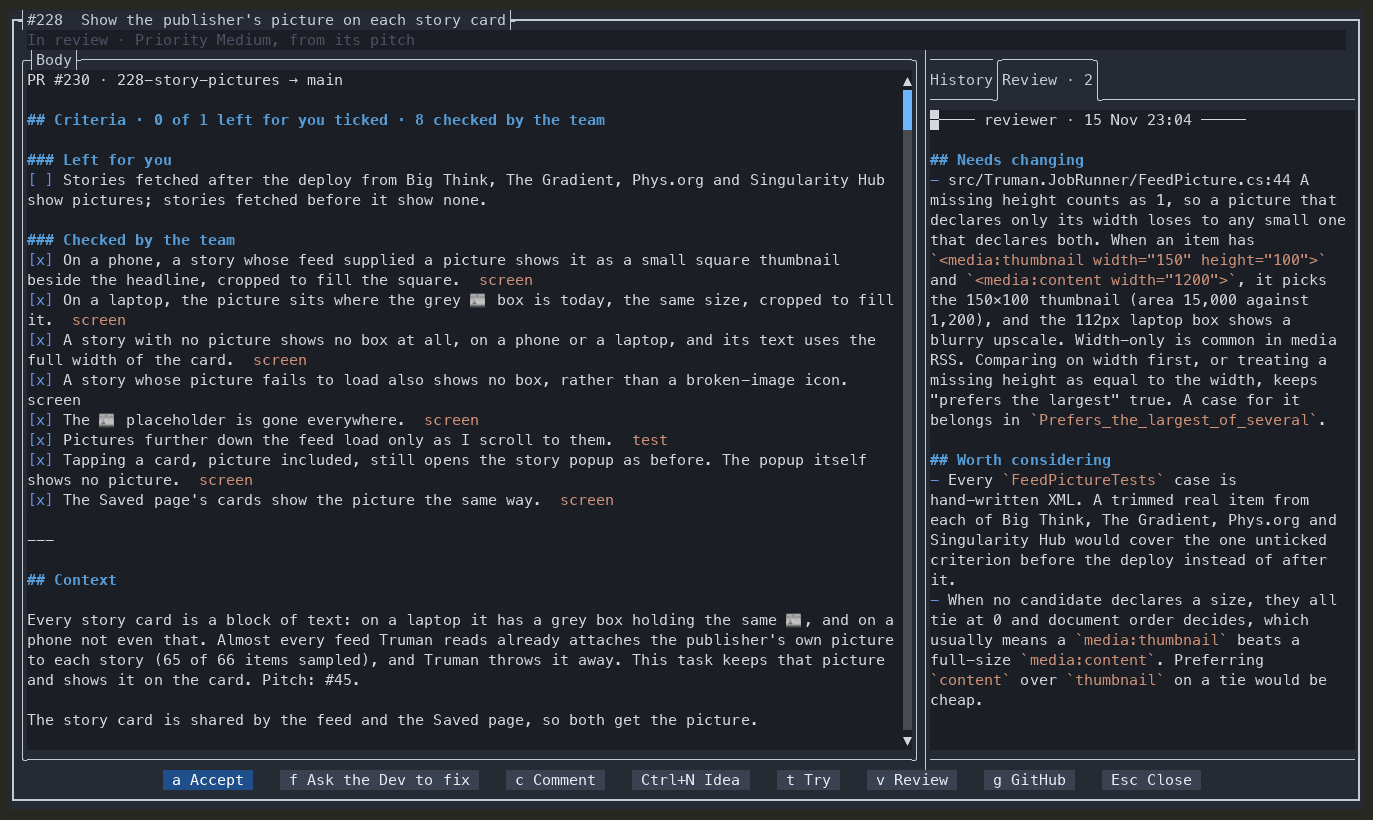 #228  Show the publisher's picture on each story card
In review · Priority Medium, from its pitch
Body
PR #230 · 228-story-pictures → main
## Criteria · 0 of 1 left for you ticked · 8 checked by the team
### Left for you
[ ] Stories fetched after the deploy from Big Think, The Gradient, Phys.org and Singularity Hub
show pictures; stories fetched before it show none.
### Checked by the team
[x] On a phone, a story whose feed supplied a picture shows it as a small square thumbnail
beside the headline, cropped to fill the square.  screen
[x] On a laptop, the picture sits where the grey 📰 box is today, the same size, cropped to fill
it.  screen
[x] A story with no picture shows no box at all, on a phone or a laptop, and its text uses the
full width of the card.  screen
[x] A story whose picture fails to load also shows no box, rather than a broken-image icon.
screen
[x] The 📰 placeholder is gone everywhere.  screen
[x] Pictures further down the feed load only as I scroll to them.  test
[x] Tapping a card, picture included, still opens the story popup as before. The popup itself
shows no picture.  screen
[x] The Saved page's cards show the picture the same way.  screen
---
## Context
Every story card is a block of text: on a laptop it has a grey box holding the same 📰, and on a
phone not even that. Almost every feed Truman reads already attaches the publisher's own picture
to each story (65 of 66 items sampled), and Truman throws it away. This task keeps that picture
and shows it on the card. Pitch: #45.
The story card is shared by the feed and the Saved page, so both get the picture.
History Review · 2
reviewer · 15 Nov 23:04
## Needs changing
- src/Truman.JobRunner/FeedPicture.cs:44 A
missing height counts as 1, so a picture that
declares only its width loses to any small one
that declares both. When an item has
`<media:thumbnail width="150" height="100">`
and `<media:content width="1200">`, it picks
the 150×100 thumbnail (area 15,000 against
1,200), and the 112px laptop box shows a
blurry upscale. Width-only is common in media
RSS. Comparing on width first, or treating a
missing height as equal to the width, keeps
"prefers the largest" true. A case for it
belongs in `Prefers_the_largest_of_several`.
## Worth considering
- Every `FeedPictureTests` case is
hand-written XML. A trimmed real item from
each of Big Think, The Gradient, Phys.org and
Singularity Hub would cover the one unticked
criterion before the deploy instead of after
it.
- When no candidate declares a size, they all
tie at 0 and document order decides, which
usually means a `media:thumbnail` beats a
full-size `media:content`. Preferring
`content` over `thumbnail` on a tie would be
cheap.
a Accept f Ask the Dev to fix c Comment Ctrl+N Idea t Try v Review g GitHub Esc Close